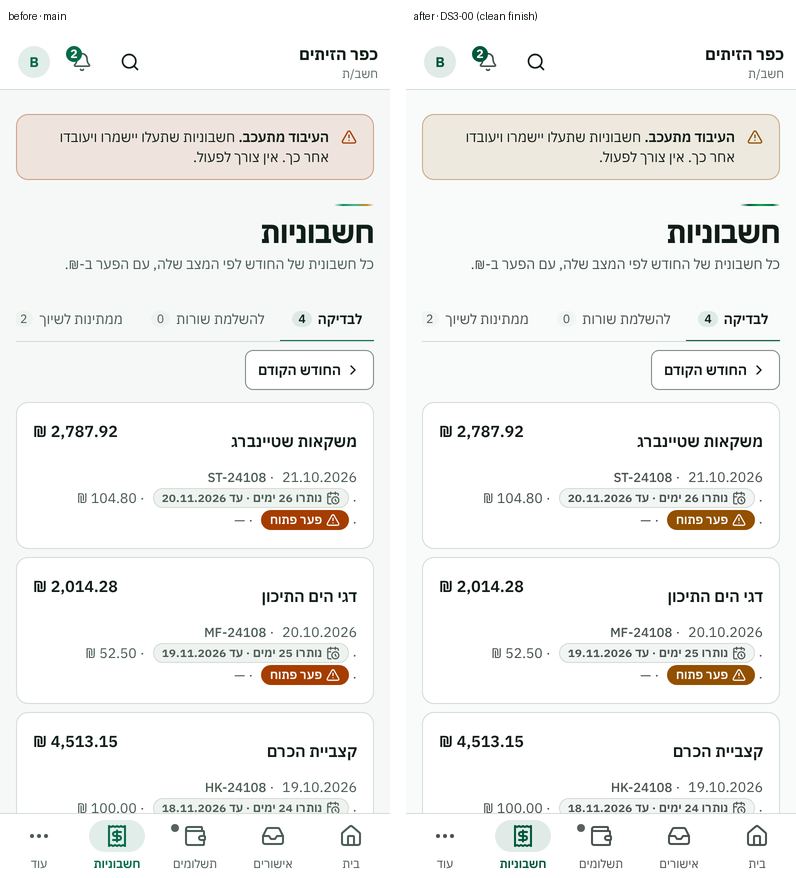 before · main
כפר הזיתים
חשב/ת
2
B
העיבוד מתעכב. חשבוניות שתעלו יישמרו ויעובדו
אחר כך. אין צורך לפעול.
חשבוניות
כל חשבונית של החודש לפי המצב שלה, עם הפער ב-₪.
לבדיקה 4 להשלמת שורות 0 ממתינות לשיוך 2
החודש הקודם
משקאות שטיינברג
2,787.92 ₪
21.10.2026 · ST-24108
· נותרו 26 ימים · עד 20.11.2026 · 104.80 ₪
· פער פתוח · —
דגי הים התיכון
2,014.28 ₪
20.10.2026 · MF-24108
· נותרו 25 ימים · עד 19.11.2026 · 52.50 ₪
· פער פתוח · —
קצביית הכרם
4,513.15 ₪
19.10.2026 · HK-24108
· נותרו 24 ימים · עד 18.11.2026 · 100.00 ₪
בית אישורים תשלומים חשבוניות עוד
after · DS3-00 (clean finish)
כפר הזיתים
חשב/ת
2
B
העיבוד מתעכב. חשבוניות שתעלו יישמרו ויעובדו
אחר כך. אין צורך לפעול.
חשבוניות
כל חשבונית של החודש לפי המצב שלה, עם הפער ב-₪.
לבדיקה 4 להשלמת שורות 0 ממתינות לשיוך 2
החודש הקודם
משקאות שטיינברג
2,787.92 ₪
21.10.2026 · ST-24108
· נותרו 26 ימים · עד 20.11.2026 · 104.80 ₪
· פער פתוח · —
דגי הים התיכון
2,014.28 ₪
20.10.2026 · MF-24108
· נותרו 25 ימים · עד 19.11.2026 · 52.50 ₪
· פער פתוח · —
קצביית הכרם
4,513.15 ₪
19.10.2026 · HK-24108
· נותרו 24 ימים · עד 18.11.2026 · 100.00 ₪
בית אישורים תשלומים חשבוניות עוד